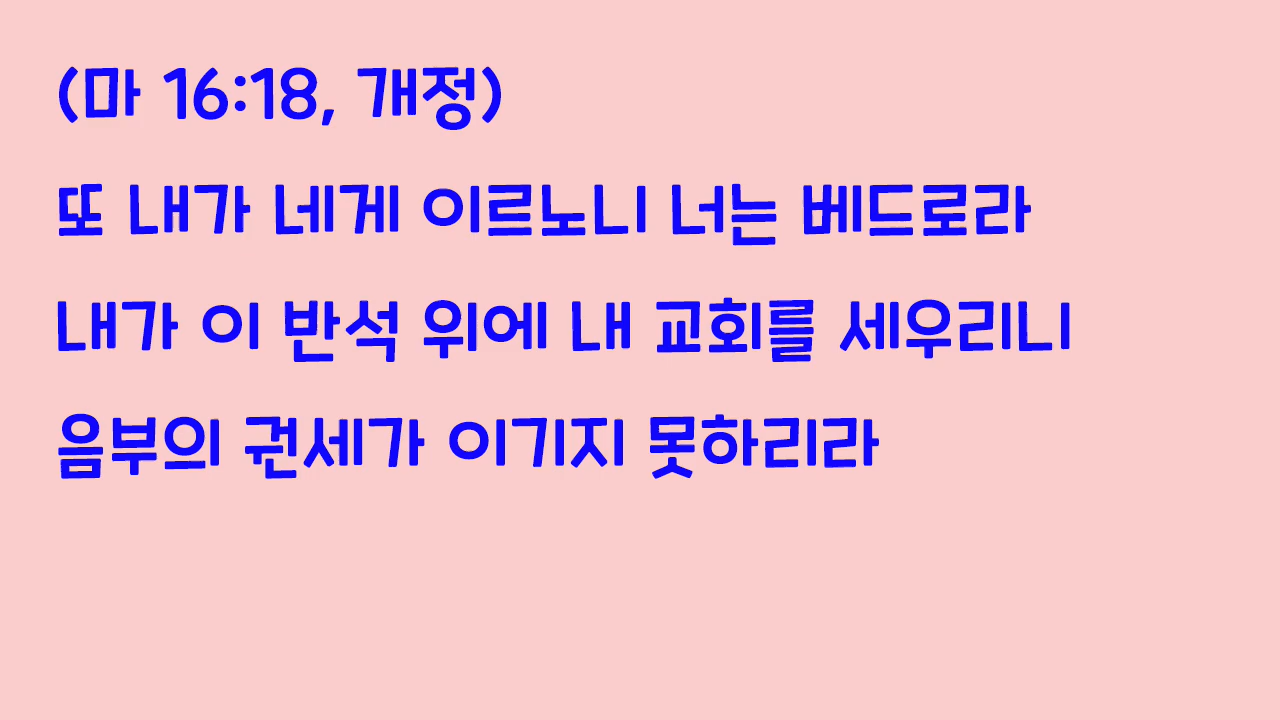 (마 16:18, 개정)
또 내가 네게 이르노니 너는 베드로라
내가 이 반석 위에 내 교회를 세우리니
음부의 권세가 이기지 못하리라